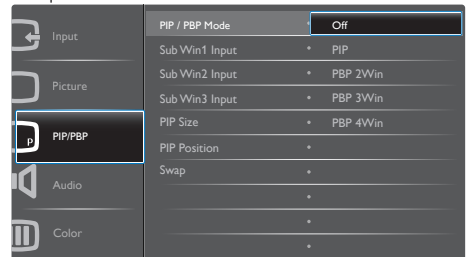 Input
Picture
P
PIP/PBP
Audio
Color
PIP / PBP Mode • Off
Sub Win1 Input • PIP
Sub Win2 Input • PBP 2Win
Sub Win3 Input • PBP 3Win
PIP Size • PBP 4Win
PIP Position •
Swap •
•
•
•